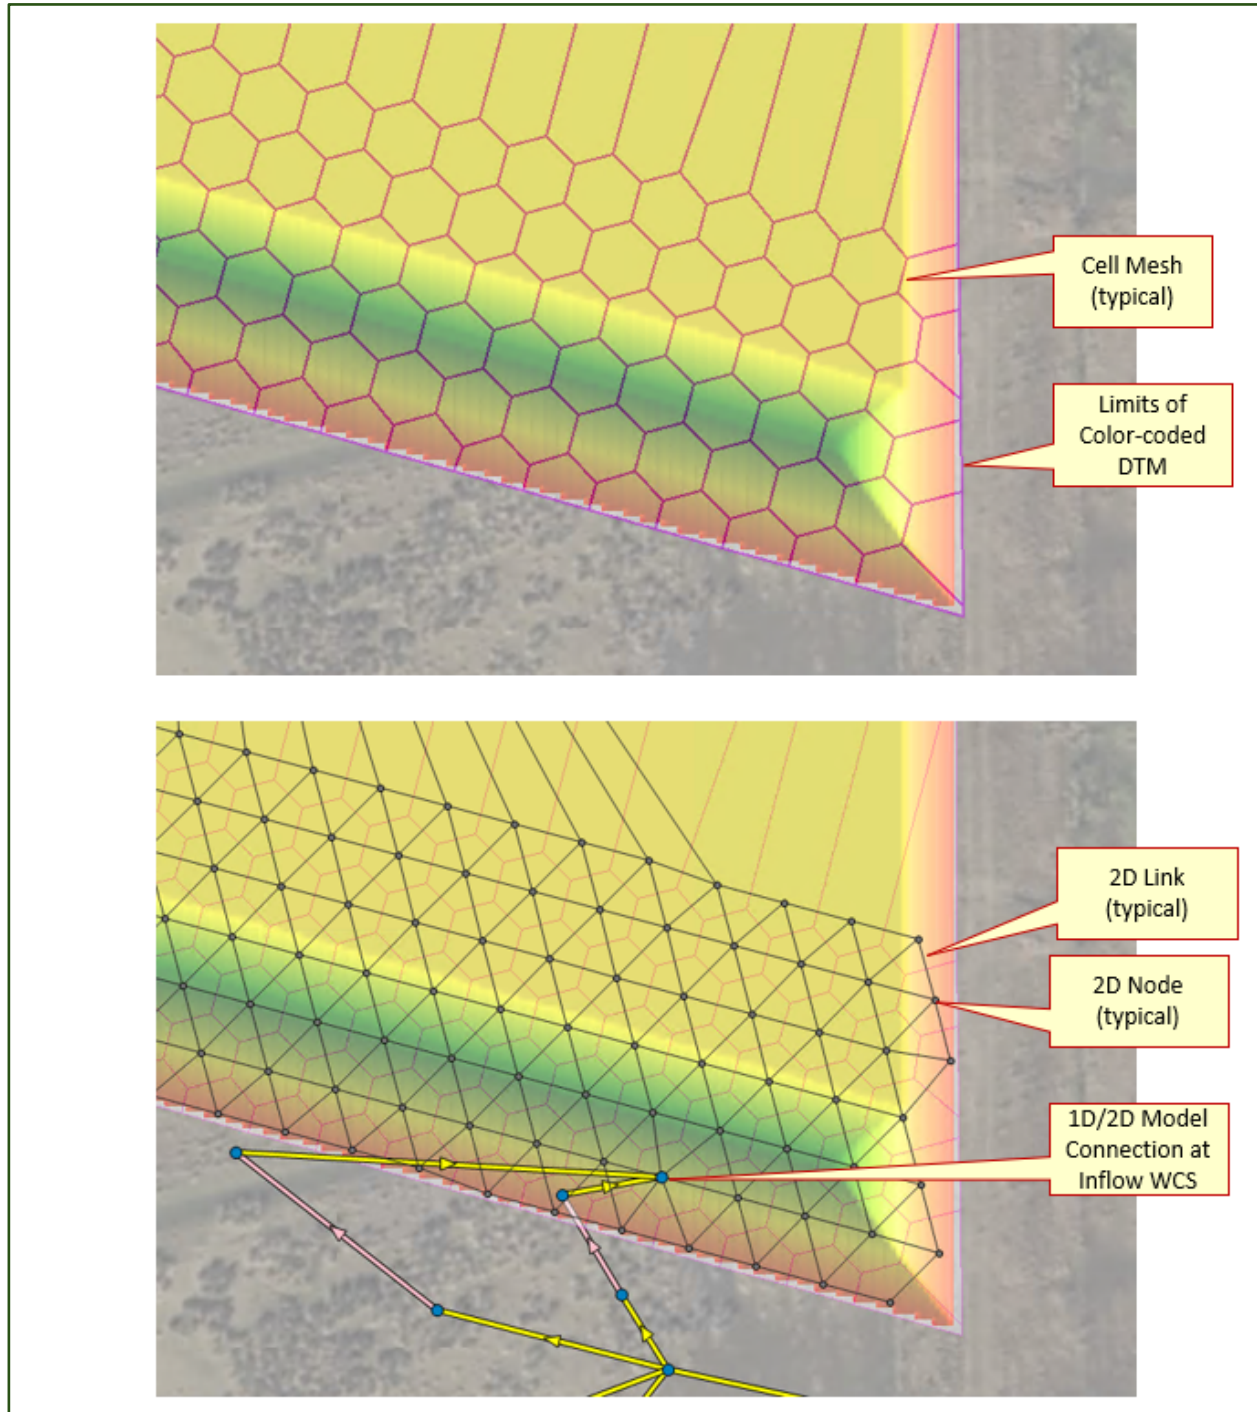 Cell Mesh
(typical)
Limits of
Color-coded
DTM
2D Link
(typical)
2D Node
(typical)
1D/2D Model
Connection at
Inflow WCS